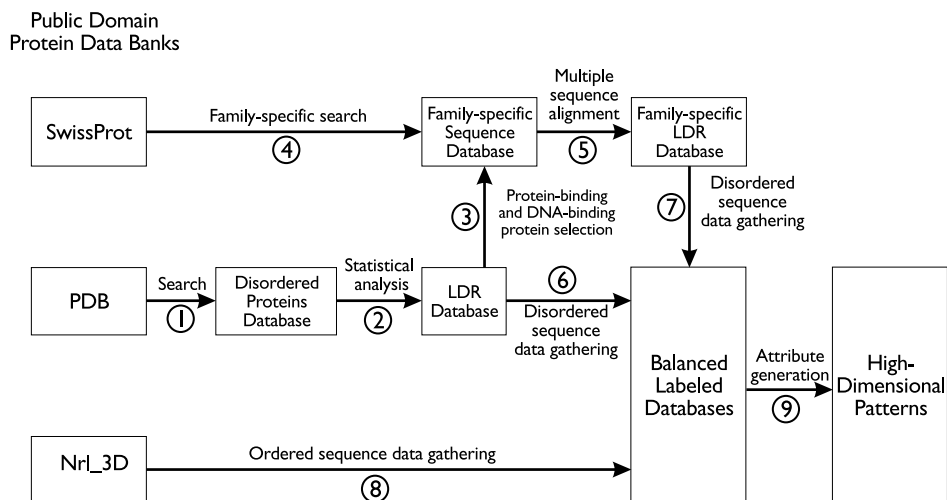 Public Domain
Protein Data Banks
SwissProt
Family-specific search
④
Family-specific
Sequence
Database
Multiple
sequence
alignment
⑤
Family-specific
LDR
Database
③
Protein-binding
and DNA-binding
protein selection
⑦
Disordered
sequence
data gathering
PDB
Search
①
Disordered
Proteins
Database
Statistical
analysis
②
LDR
Database
⑥
Disordered
sequence
data gathering
Balanced
Labeled
Databases
Attribute
generation
⑨
High-
Dimensional
Patterns
Nrl_3D
Ordered sequence data gathering
⑧